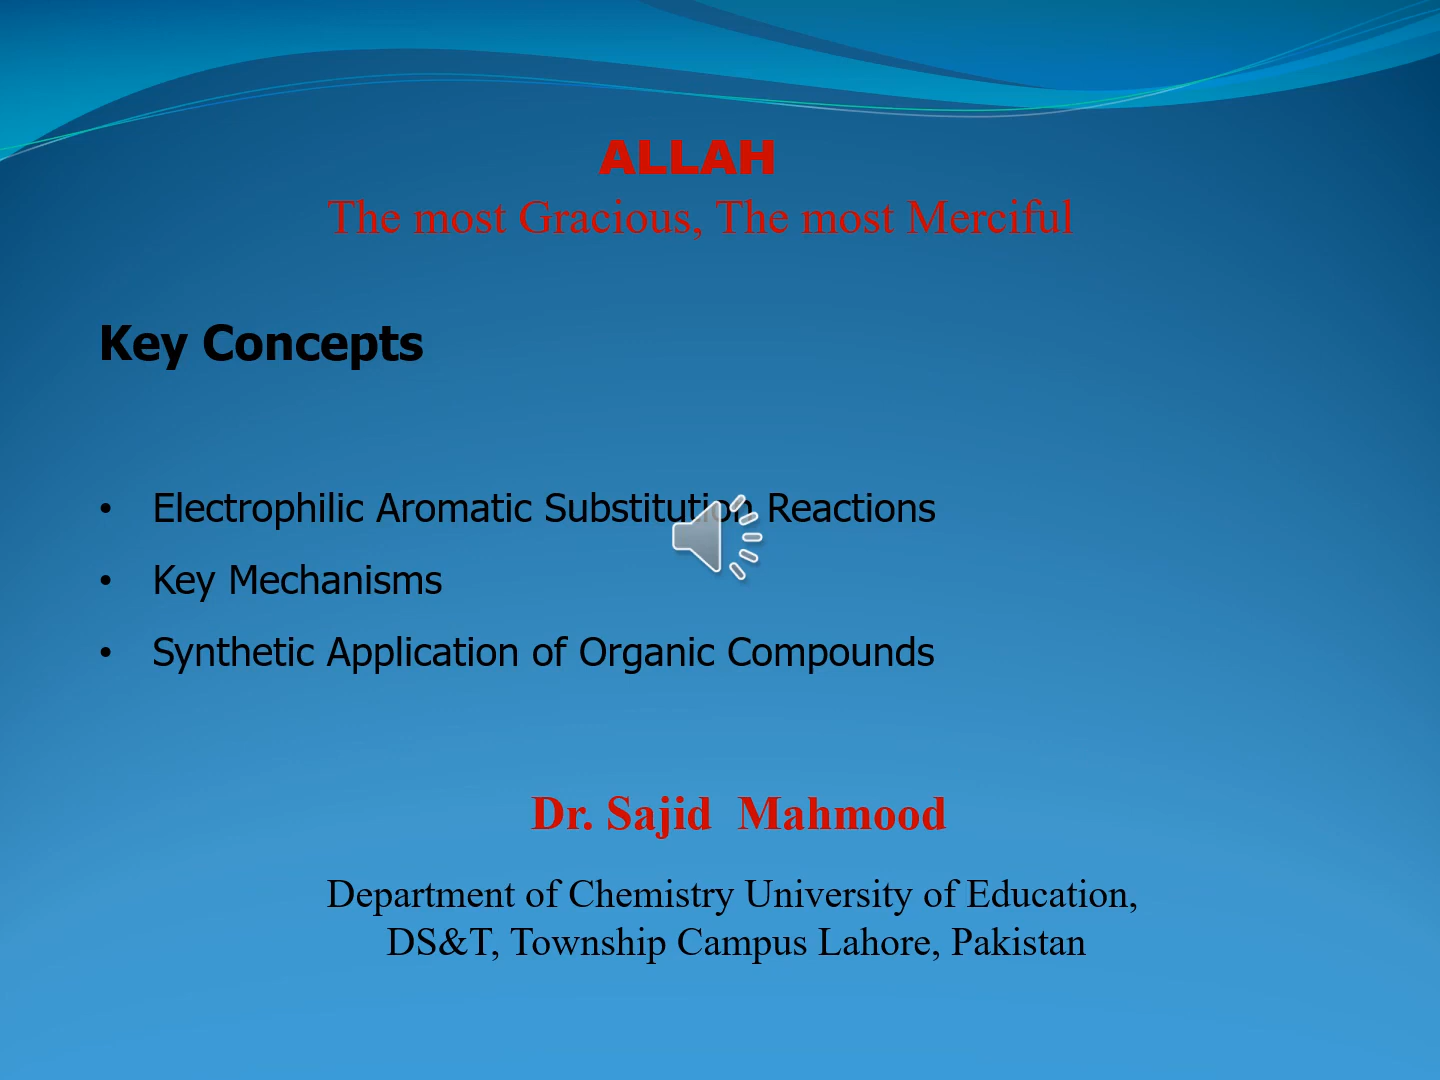 ALLAH
The most Gracious, The most Merciful
Key Concepts
• Electrophilic Aromatic Substitution Reactions
• Key Mechanisms
• Synthetic Application of Organic Compounds
Dr. Sajid  Mahmood
Department of Chemistry University of Education,
DS&T, Township Campus Lahore, Pakistan